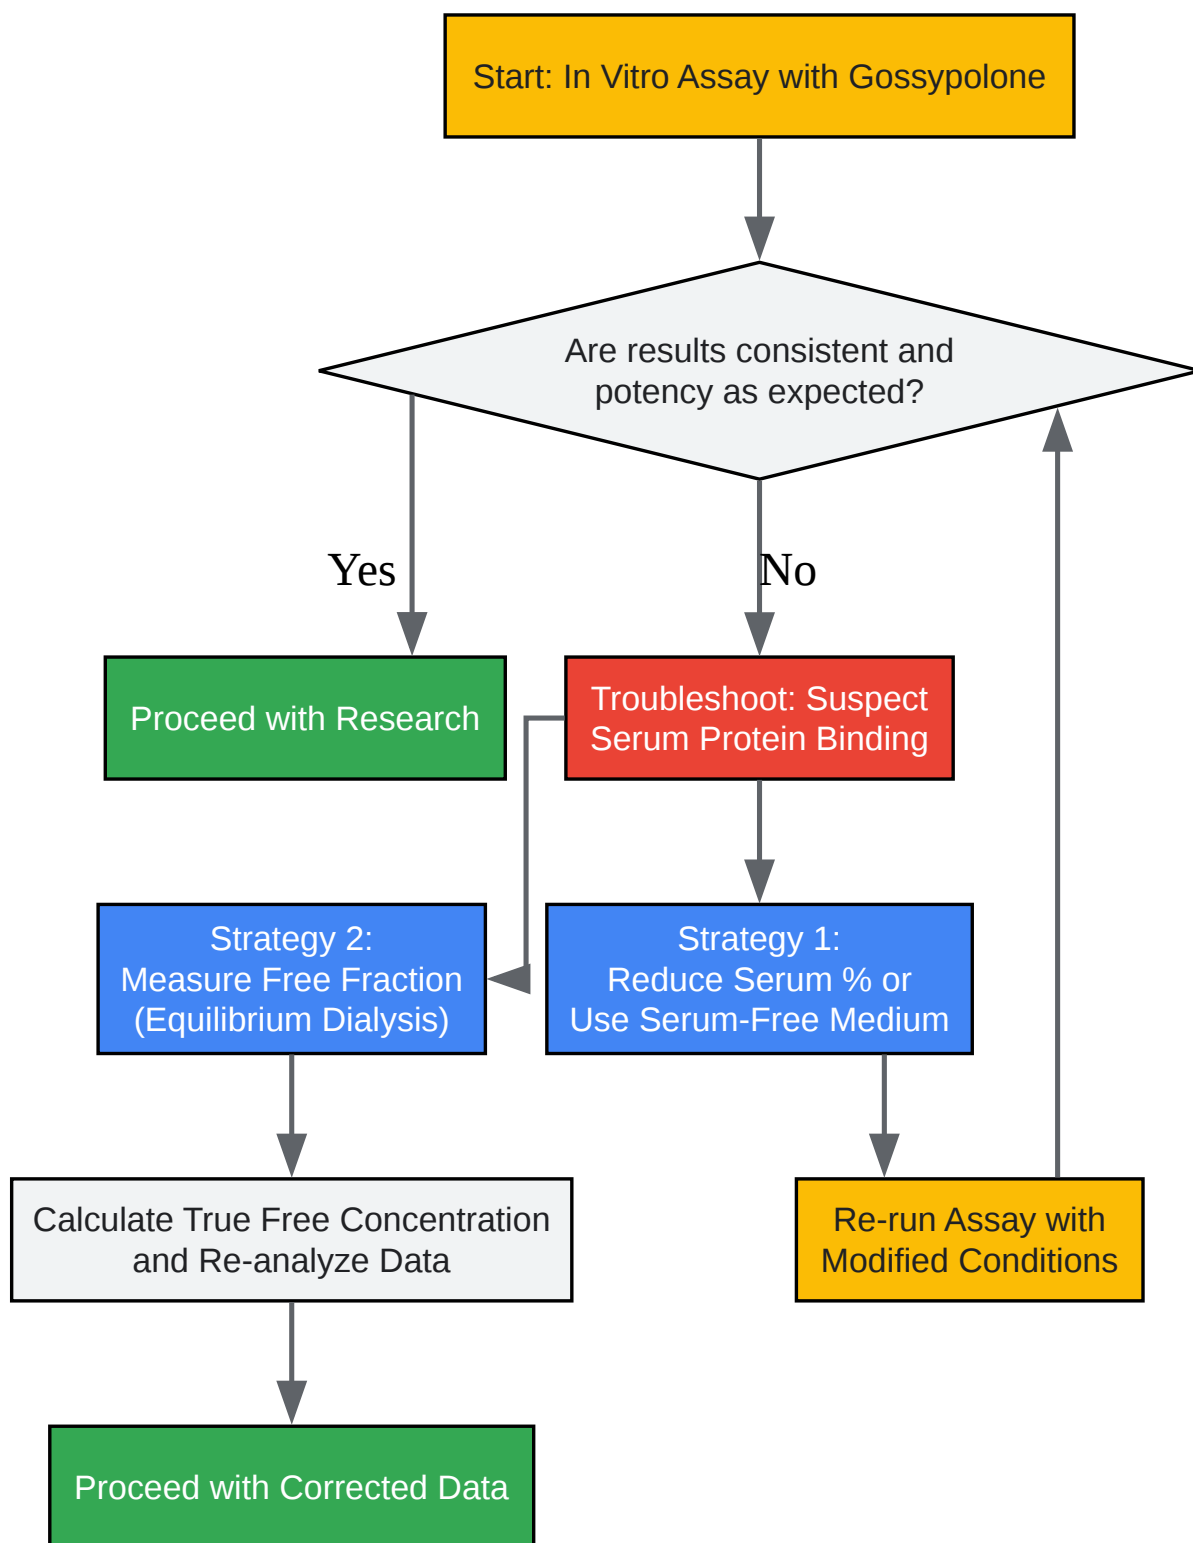 Start: In Vitro Assay with Gossypolone
Are results consistent and
potency as expected?
Yes
No
Proceed with Research
Troubleshoot: Suspect
Serum Protein Binding
Strategy 2:
Measure Free Fraction
(Equilibrium Dialysis)
Strategy 1:
Reduce Serum % or
Use Serum-Free Medium
Calculate True Free Concentration
and Re-analyze Data
Re-run Assay with
Modified Conditions
Proceed with Corrected Data